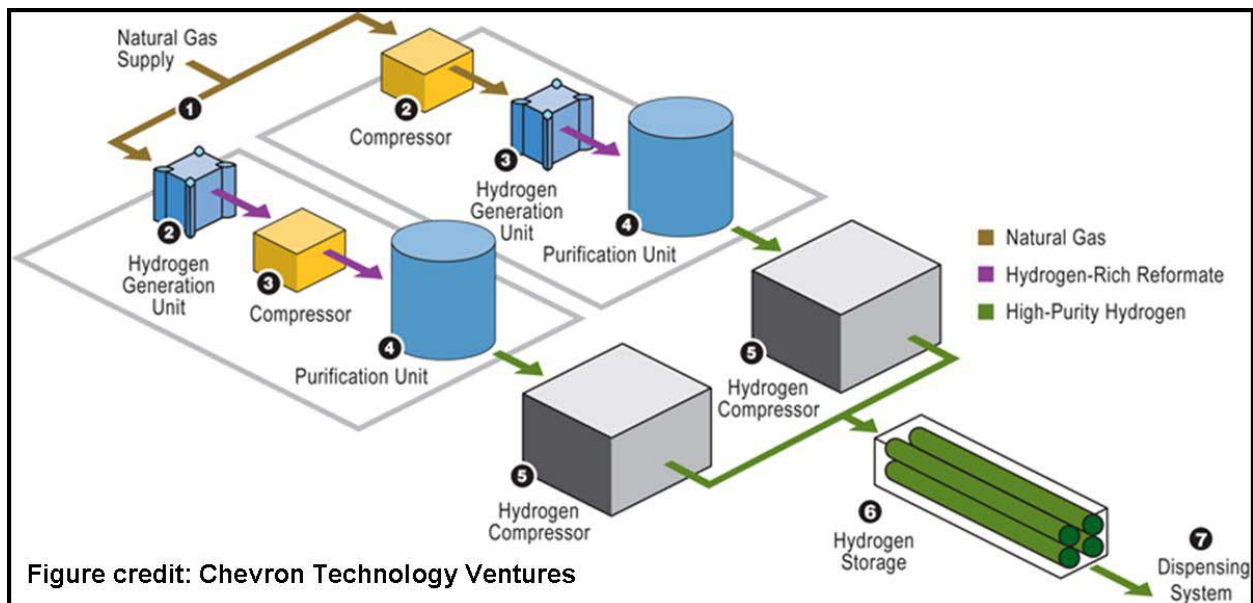 Natural Gas
Supply
1
2
Compressor
3
Hydrogen
Generation
Unit
4
Purification Unit
2
Hydrogen
Generation
Unit
3
Compressor
4
Purification Unit
5
Hydrogen
Compressor
5
Hydrogen
Compressor
Natural Gas
Hydrogen-Rich Reformate
High-Purity Hydrogen
6
Hydrogen
Storage
7
Dispensing
System
Figure credit: Chevron Technology Ventures